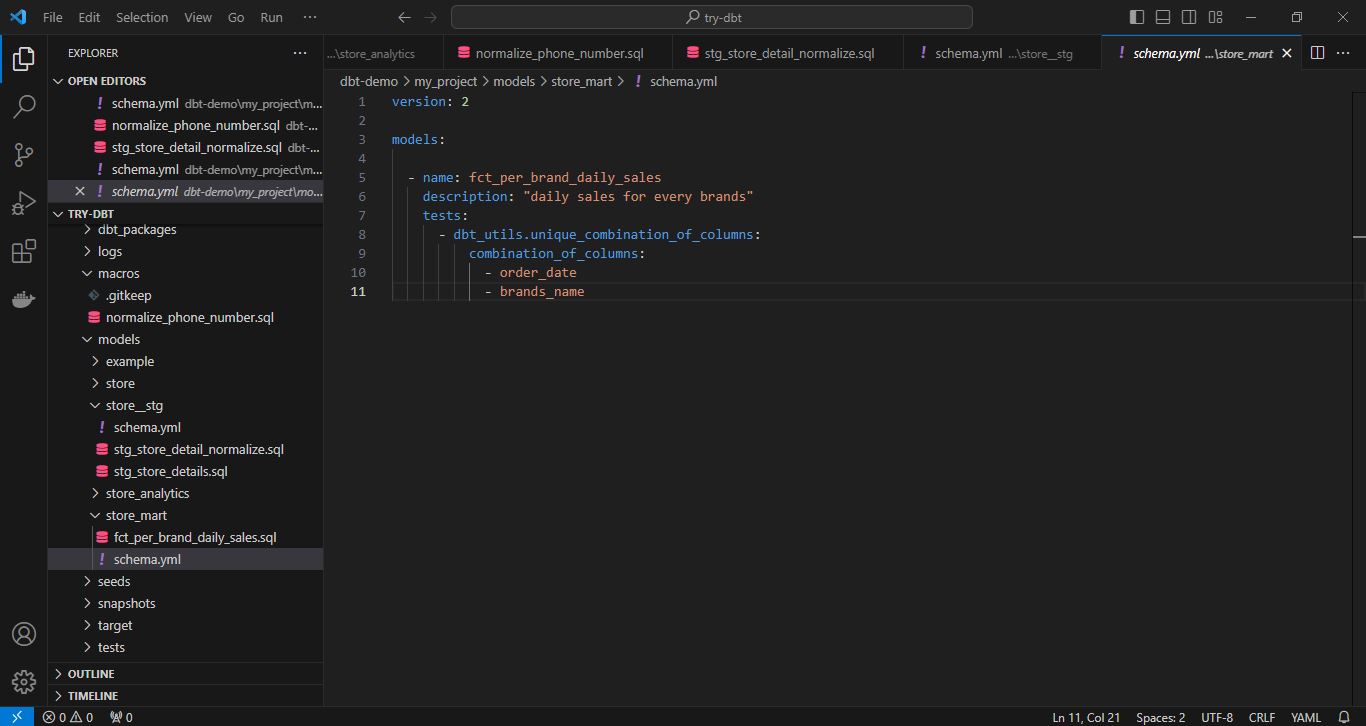 File Edit Selection View Go Run ···
try-dbt
EXPLORER ···
OPEN EDITORS
! schema.yml dbt-demo\my_project\m...
normalize_phone_number.sql dbt-...
stg_store_detail_normalize.sql dbt-...
! schema.yml dbt-demo\my_project\m...
! schema.yml dbt-demo\my_project\mo...
TRY-DBT
dbt_packages
logs
macros
.gitkeep
normalize_phone_number.sql
models
example
store
store__stg
! schema.yml
stg_store_detail_normalize.sql
stg_store_details.sql
store_analytics
store_mart
fct_per_brand_daily_sales.sql
! schema.yml
seeds
snapshots
target
tests
OUTLINE
TIMELINE
...\store_analytics normalize_phone_number.sql stg_store_detail_normalize.sql ! schema.yml ...\store__stg ! schema.yml ...\store_mart ···
dbt-demo > my_project > models > store_mart > ! schema.yml
1 version: 2
2
3 models:
4
5 - name: fct_per_brand_daily_sales
6 description: "daily sales for every brands"
7 tests:
8 - dbt_utils.unique_combination_of_columns:
9 combination_of_columns:
10 - order_date
11 - brands_name
0 0 0 Ln 11, Col 21 Spaces: 2 UTF-8 CRLF YAML